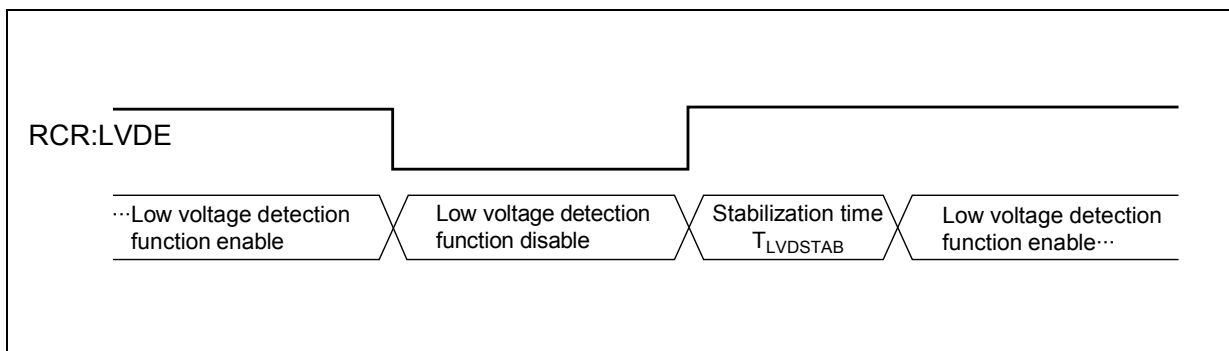 RCR:LVDE
···Low voltage detection
function enable
Low voltage detection
function disable
Stabilization time
TLVDSTAB
Low voltage detection
function enable···